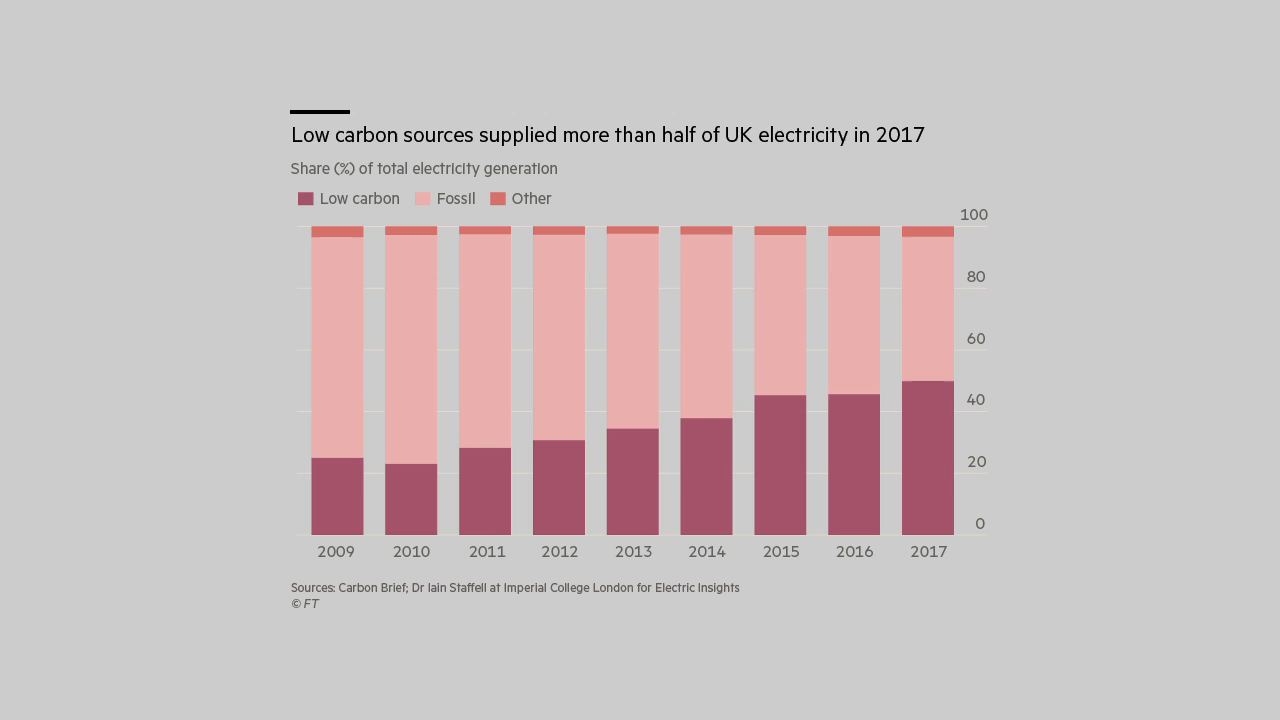 Low carbon sources supplied more than half of UK electricity in 2017
Share (%) of total electricity generation
Low carbon Fossil Other
100
80
60
40
20
0
2009 2010 2011 2012 2013 2014 2015 2016 2017
Sources: Carbon Brief; Dr Iain Staffell at Imperial College London for Electric Insights
© FT